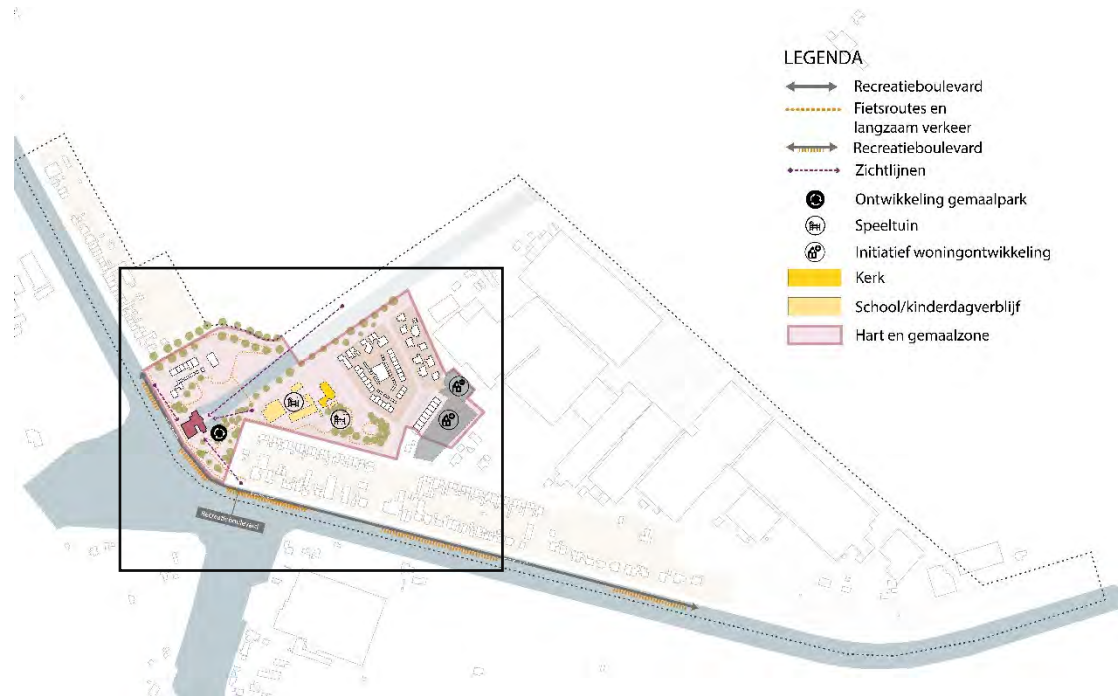 LEGENDA
Recreatieboulevard
Fietsroutes en
langzaam verkeer
Recreatieboulevard
Zichtlijnen
Ontwikkeling gemaalpark
Speeltuin
Initiatief woningontwikkeling
Kerk
School/kinderdagverblijf
Hart en gemaalzone
Recreatieboulevard